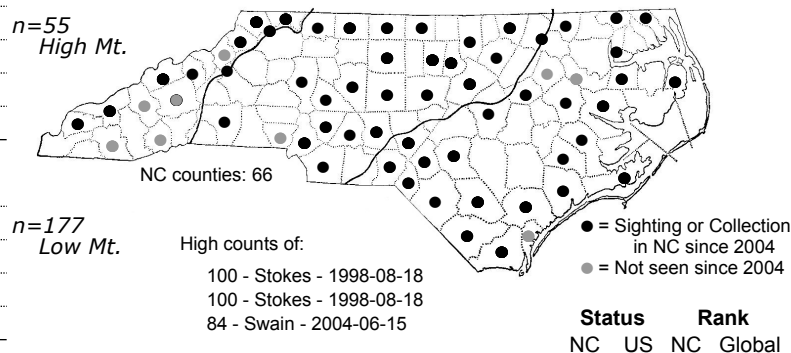 n=55
High Mt.
NC counties: 66
n=177
Low Mt.
High counts of:
100 - Stokes - 1998-08-18
100 - Stokes - 1998-08-18
84 - Swain - 2004-06-15
= Sighting or Collection
in NC since 2004
= Not seen since 2004
Status Rank
NC US NC Global